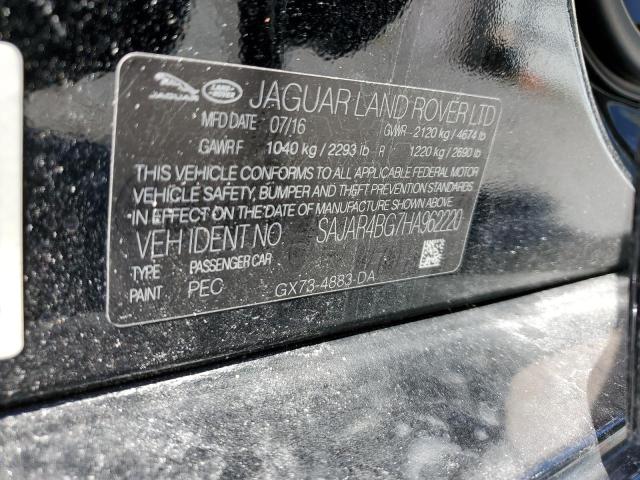 JAGUAR LAND ROVER JAGUAR LAND ROVER LTD
MFD DATE 07/16 GVWR - 2120 kg / 4674 lb
GAWR F 1040 kg / 2293 lb R 1220 kg / 2690 lb
THIS VEHICLE CONFORMS TO ALL APPLICABLE FEDERAL MOTOR
VEHICLE SAFETY, BUMPER AND THEFT PREVENTION STANDARDS
IN EFFECT ON THE DATE OF MANUFACTURE SHOWN ABOVE
VEH IDENT NO SAJAR4BG7HA962220
TYPE PASSENGER CAR
PAINT PEC GX73-4883-DA